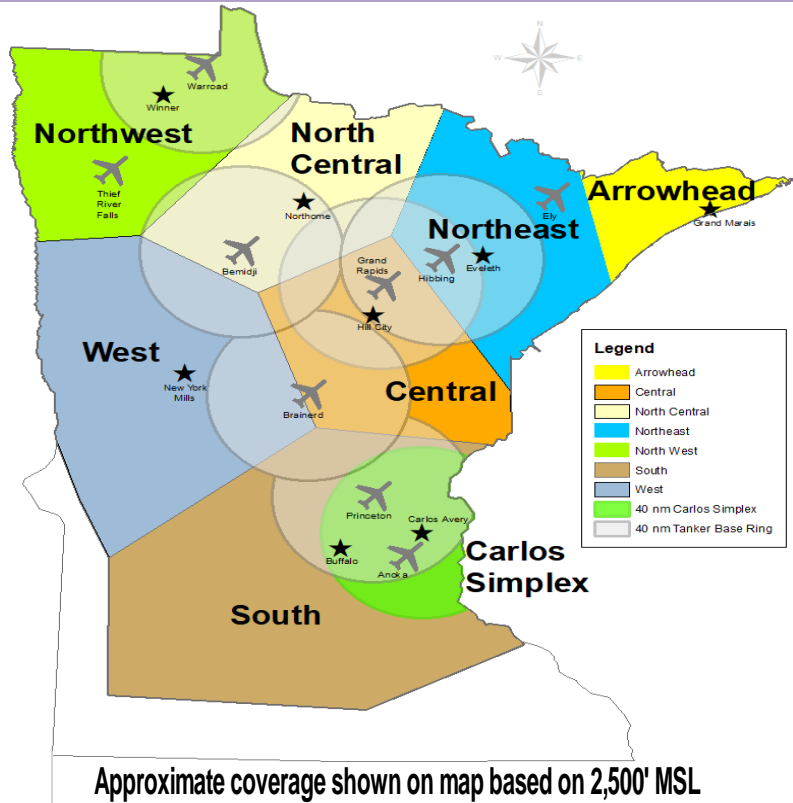 N
W
E
S
Warroad
Winner
Northwest
North
Central
Thief
River
Falls
Northome
Arrowhead
Ely
Grand Marais
Northeast
Bemidji
Grand
Rapids
Hibbing
Eveleth
Hill City
West
New York
Mills
Central
Brainerd
Legend
Arrowhead
Central
North Central
Northeast
North West
South
West
40 nm Carlos Simplex
40 nm Tanker Base Ring
Princeton
Carlos Avery
Buffalo
Anoka
Carlos
Simplex
South
Approximate coverage shown on map based on 2,500' MSL